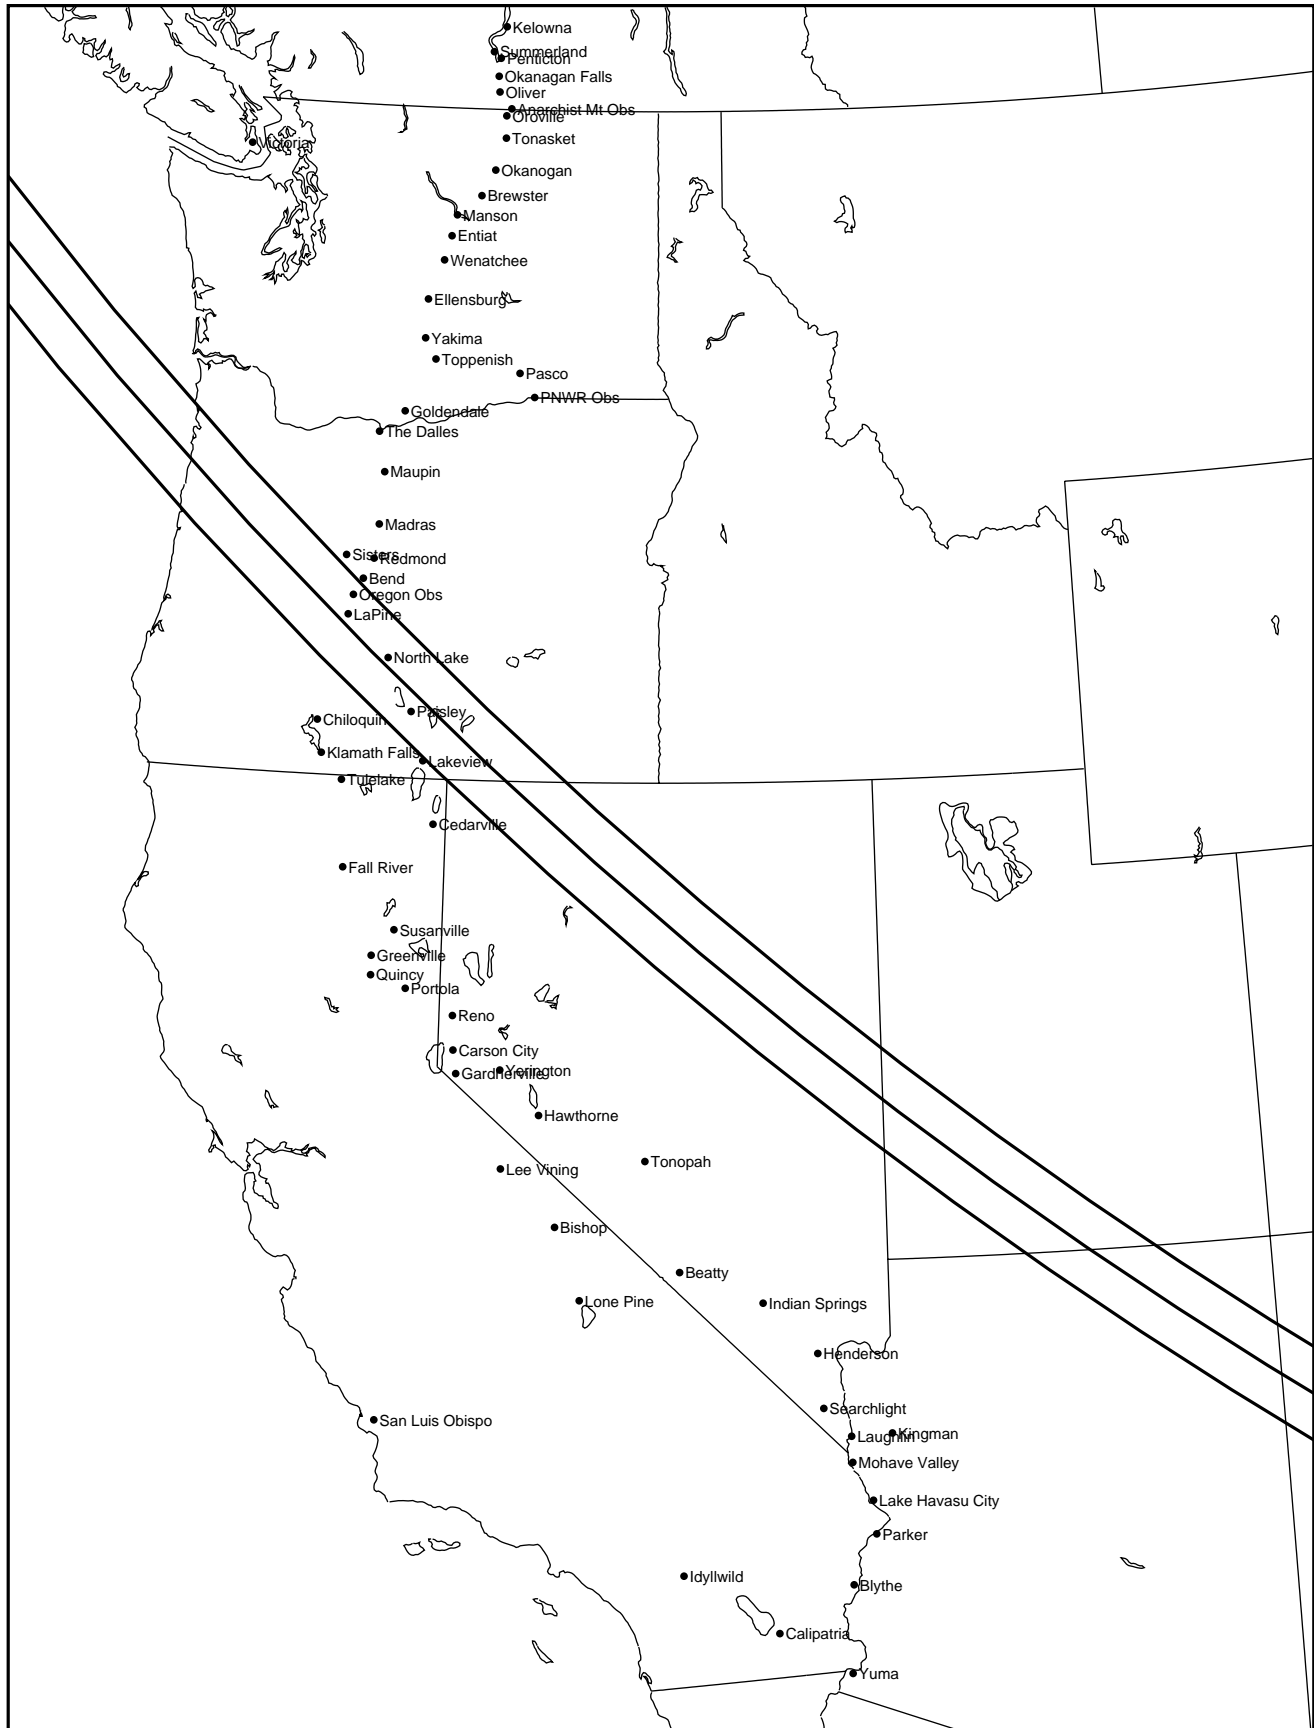 Kelowna
Summerland
Penticton
Okanagan Falls
Oliver
Anarchist Mt Obs
Oroville
Tonasket
Victoria
Okanogan
Brewster
Manson
Entiat
Wenatchee
Ellensburg
Yakima
Toppenish
Pasco
PNWR Obs
Goldendale
The Dalles
Maupin
Madras
Sisters
Redmond
Bend
Oregon Obs
LaPine
North Lake
Paisley
Chiloquin
Klamath Falls
Lakeview
Tulelake
Cedarville
Fall River
Susanville
Greenville
Quincy
Portola
Reno
Carson City
Yerington
Gardnerville
Hawthorne
Tonopah
Lee Vining
Bishop
Beatty
Lone Pine
Indian Springs
Henderson
Searchlight
San Luis Obispo
Kingman
Laughlin
Mohave Valley
Lake Havasu City
Parker
Idyllwild
Blythe
Calipatria
Yuma